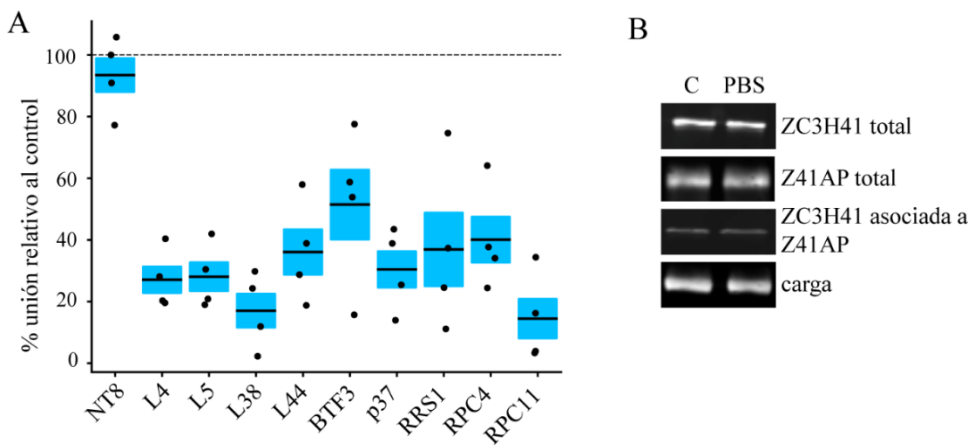 A
% unión relativo al control
100
80
60
40
20
0
NT8
L4
L5
L38
L44
BTF3
p37
RRS1
RPC4
RPC11
B
C PBS
ZC3H41 total
Z41AP total
ZC3H41 asociada a
Z41AP
carga